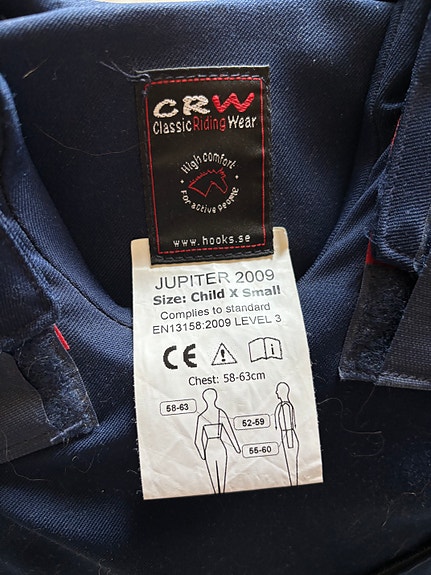 CRW
Classic Riding Wear
High comfort
For active people
www.hooks.se
JUPITER 2009
Size: Child X Small
Complies to standard
EN13158:2009 LEVEL 3
CE
Chest: 58-63cm
58-63
52-59
55-60